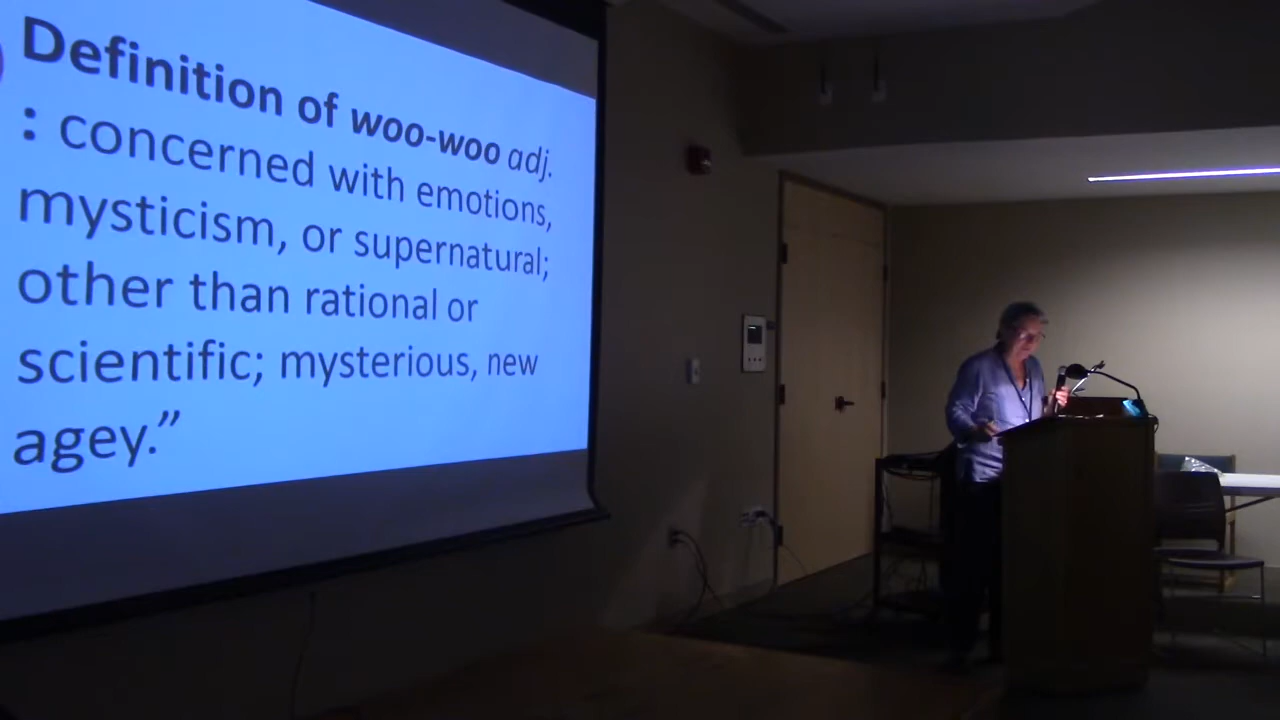 Definition of woo-woo adj.
: concerned with emotions,
mysticism, or supernatural;
other than rational or
scientific; mysterious, new
agey.”